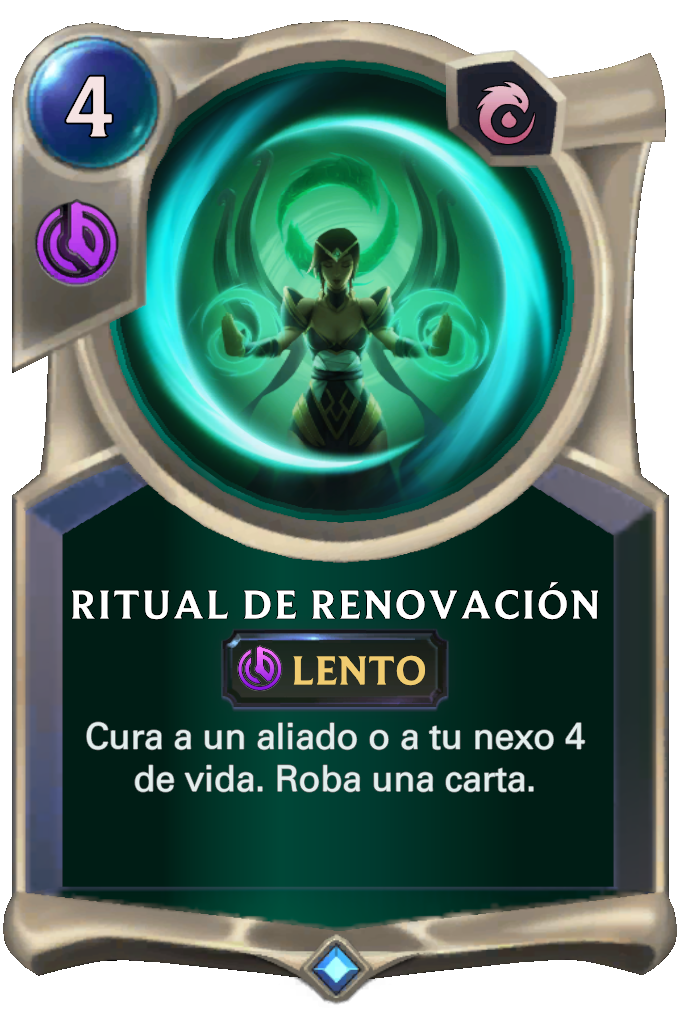 4
RITUAL DE RENOVACIÓN
LENTO
Cura a un aliado o a tu nexo 4
de vida. Roba una carta.